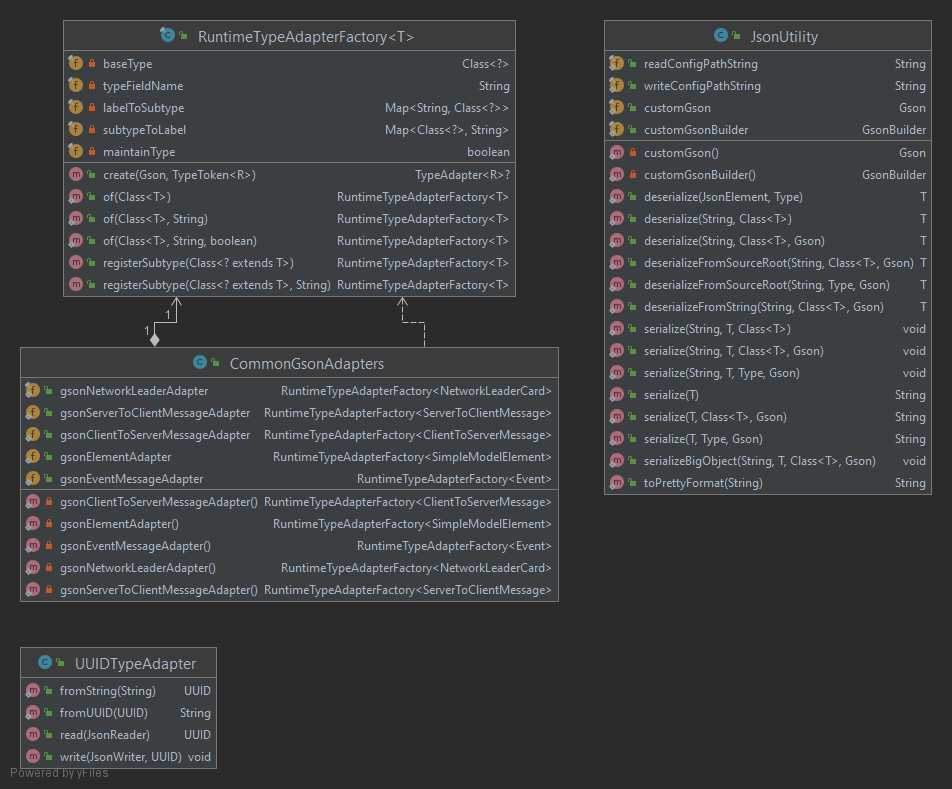 RuntimeTypeAdapterFactory<T>
baseType Class<?>
typeFieldName String
labelToSubtype Map<String, Class<?>>
subtypeToLabel Map<Class<?>, String>
maintainType boolean
create(Gson, TypeToken<R>) TypeAdapter<R>?
of(Class<T>) RuntimeTypeAdapterFactory<T>
of(Class<T>, String) RuntimeTypeAdapterFactory<T>
of(Class<T>, String, boolean) RuntimeTypeAdapterFactory<T>
registerSubtype(Class<? extends T>) RuntimeTypeAdapterFactory<T>
registerSubtype(Class<? extends T>, String) RuntimeTypeAdapterFactory<T>
1
1
JsonUtility
readConfigPathString String
writeConfigPathString String
customGson Gson
customGsonBuilder GsonBuilder
customGson() Gson
customGsonBuilder() GsonBuilder
deserialize(JsonElement, Type) T
deserialize(String, Class<T>) T
deserialize(String, Class<T>, Gson) T
deserializeFromSourceRoot(String, Class<T>, Gson) T
deserializeFromSourceRoot(String, Type, Gson) T
deserializeFromString(String, Class<T>, Gson) T
serialize(String, T, Class<T>) void
serialize(String, T, Class<T>, Gson) void
serialize(String, T, Type, Gson) void
serialize(T) String
serialize(T, Class<T>, Gson) String
serialize(T, Type, Gson) String
serializeBigObject(String, T, Class<T>, Gson) void
toPrettyFormat(String) String
CommonGsonAdapters
gsonNetworkLeaderAdapter RuntimeTypeAdapterFactory<NetworkLeaderCard>
gsonServerToClientMessageAdapter RuntimeTypeAdapterFactory<ServerToClientMessage>
gsonClientToServerMessageAdapter RuntimeTypeAdapterFactory<ClientToServerMessage>
gsonElementAdapter RuntimeTypeAdapterFactory<SimpleModelElement>
gsonEventMessageAdapter RuntimeTypeAdapterFactory<Event>
gsonClientToServerMessageAdapter() RuntimeTypeAdapterFactory<ClientToServerMessage>
gsonElementAdapter() RuntimeTypeAdapterFactory<SimpleModelElement>
gsonEventMessageAdapter() RuntimeTypeAdapterFactory<Event>
gsonNetworkLeaderAdapter() RuntimeTypeAdapterFactory<NetworkLeaderCard>
gsonServerToClientMessageAdapter() RuntimeTypeAdapterFactory<ServerToClientMessage>
UUIDTypeAdapter
fromString(String) UUID
fromUUID(UUID) String
read(JsonReader) UUID
write(JsonWriter, UUID) void
Powered by yFiles